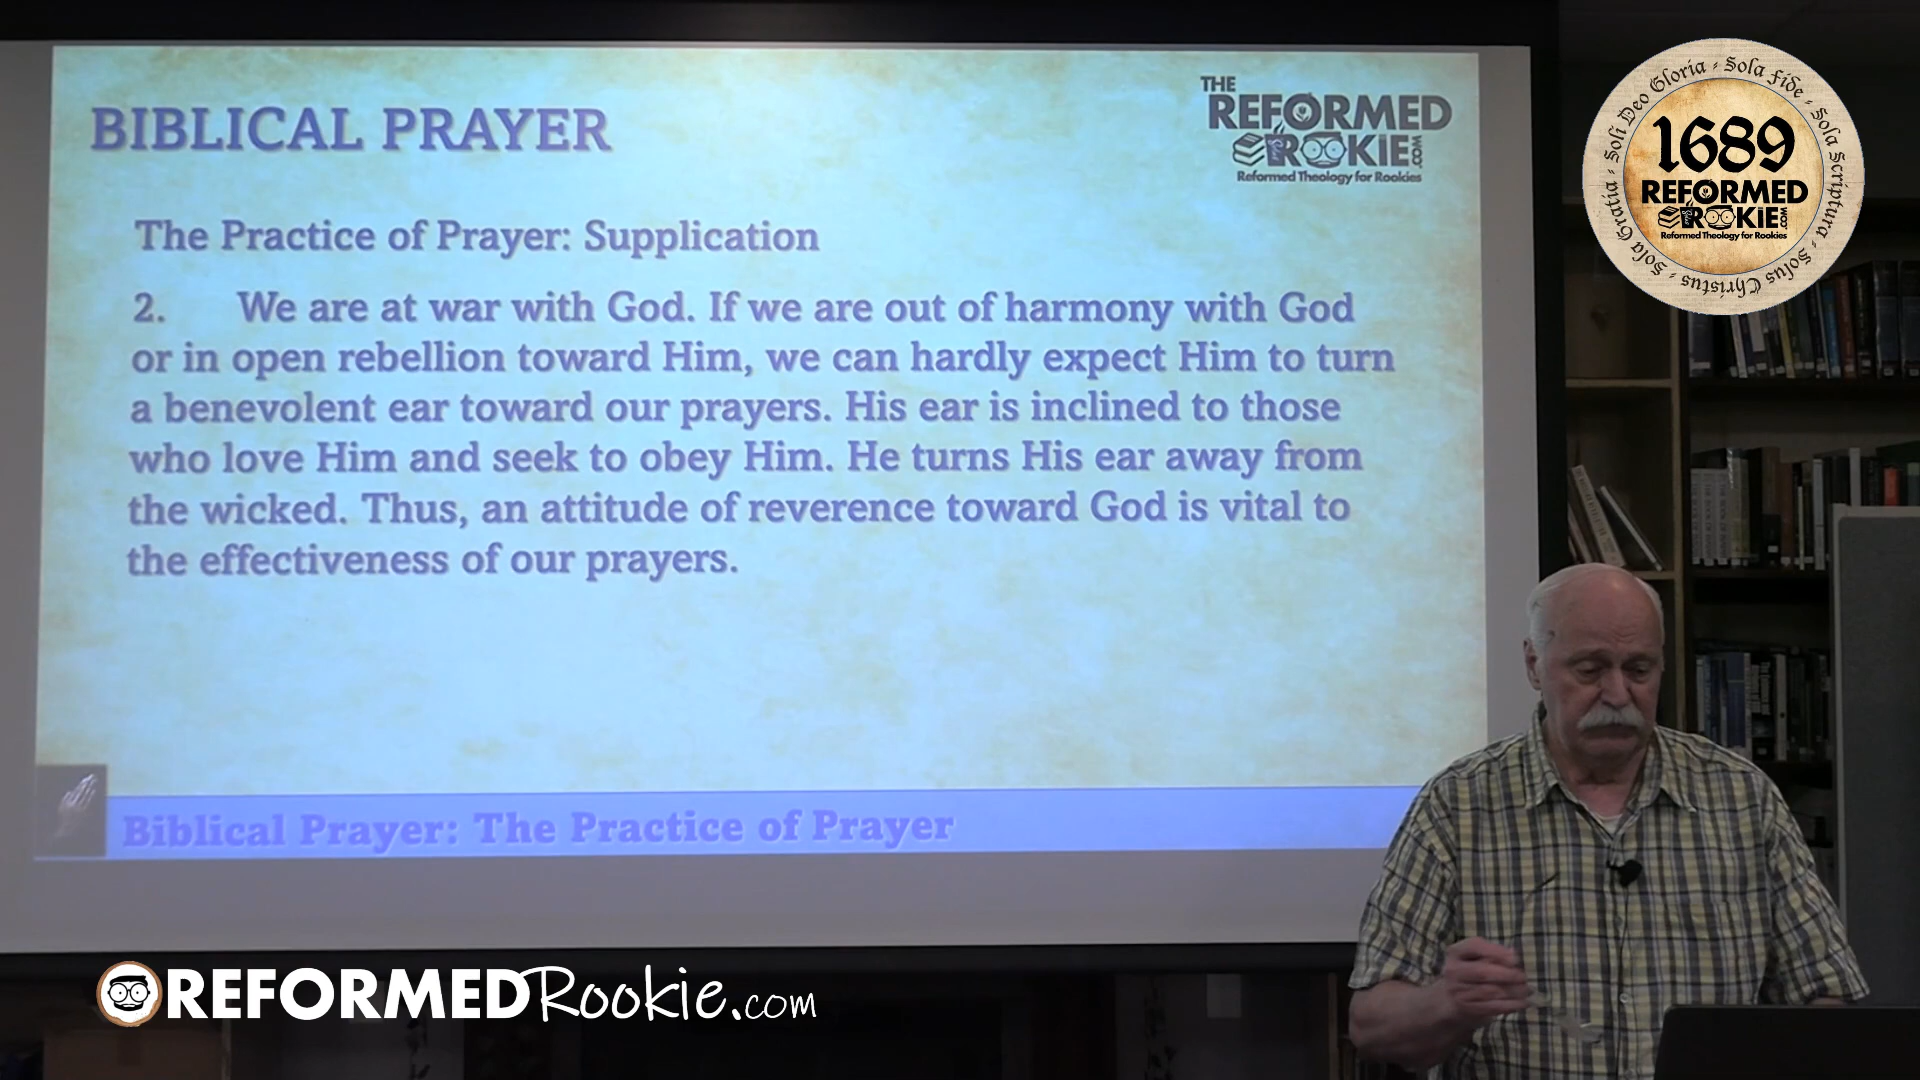 BIBLICAL PRAYER
THE
REFORMED
ROOKIE.COM
Reformed Theology for Rookies
The Practice of Prayer: Supplication
2. We are at war with God. If we are out of harmony with God
or in open rebellion toward Him, we can hardly expect Him to turn
a benevolent ear toward our prayers. His ear is inclined to those
who love Him and seek to obey Him. He turns His ear away from
the wicked. Thus, an attitude of reverence toward God is vital to
the effectiveness of our prayers.
Biblical Prayer: The Practice of Prayer
Soli Deo Gloria - Sola Fide - Sola Scriptura - Solus Christus - Sola Gratia -
1689
REFORMED
ROOKIE.COM
Reformed Theology for Rookies
REFORMEDRookie.com